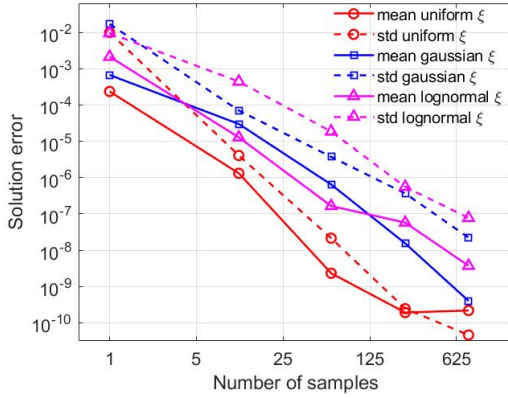 mean uniform ξ
std uniform ξ
mean gaussian ξ
std gaussian ξ
mean lognormal ξ
std lognormal ξ
10^-2
10^-3
10^-4
10^-5
10^-6
10^-7
10^-8
10^-9
10^-10
Solution error
1 5 25 125 625
Number of samples